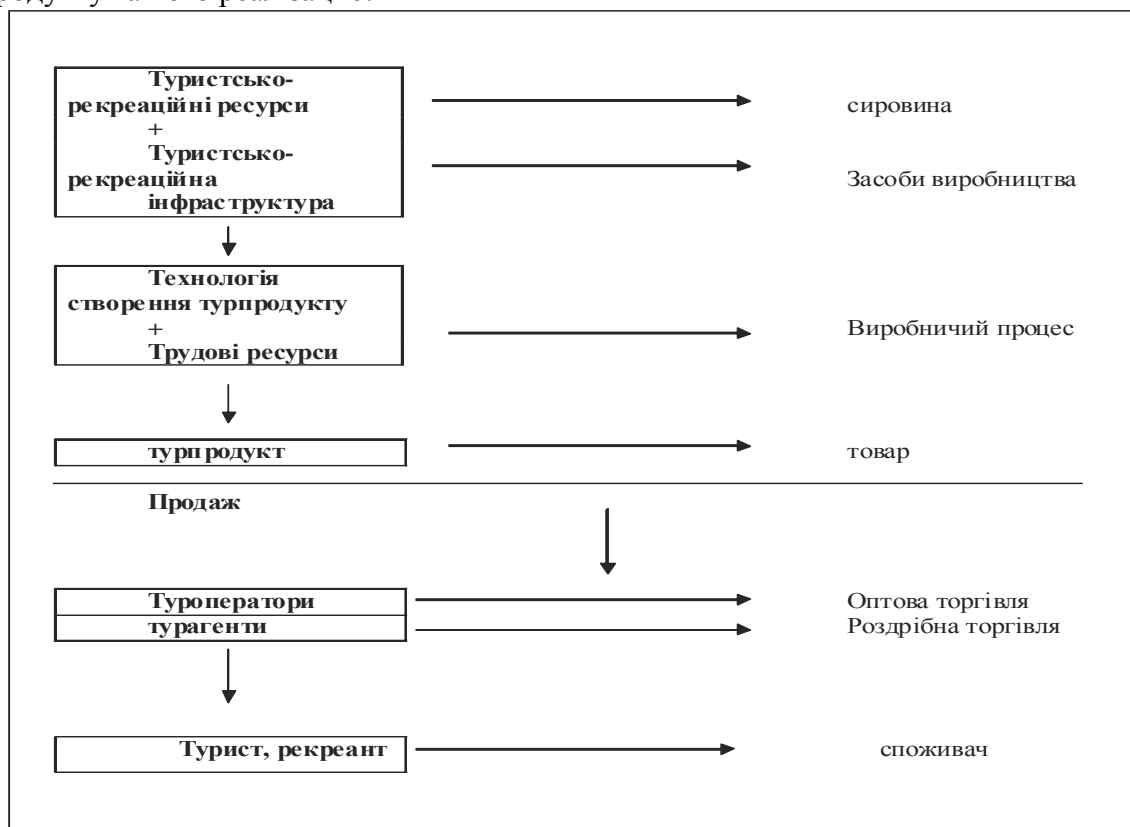 Туристсько-
рекреаційні ресурси
+
Туристсько-
рекреаційна
інфраструктура
сировина
Засоби виробництва
Технологія
створення турпродукту
+
Трудові ресурси
Виробничий процес
турпродукт
товар
Продаж
Туроператори
Оптова торгівля
турагенти
Роздрібна торгівля
Турист, рекреант
споживач